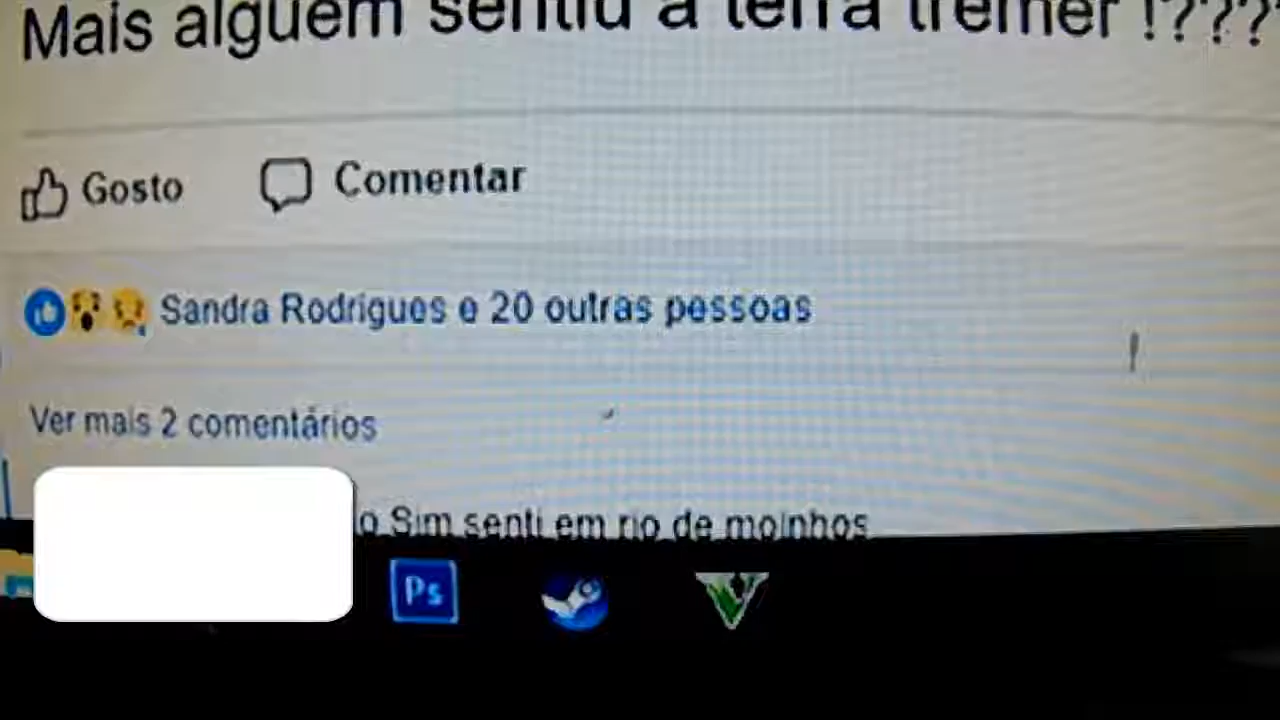 Mais alguém sentiu a terra tremer !????
Gosto
Comentar
Sandra Rodrigues e 20 outras pessoas
Ver mais 2 comentários
o Sim senti em rio de moinhos
Ps
V